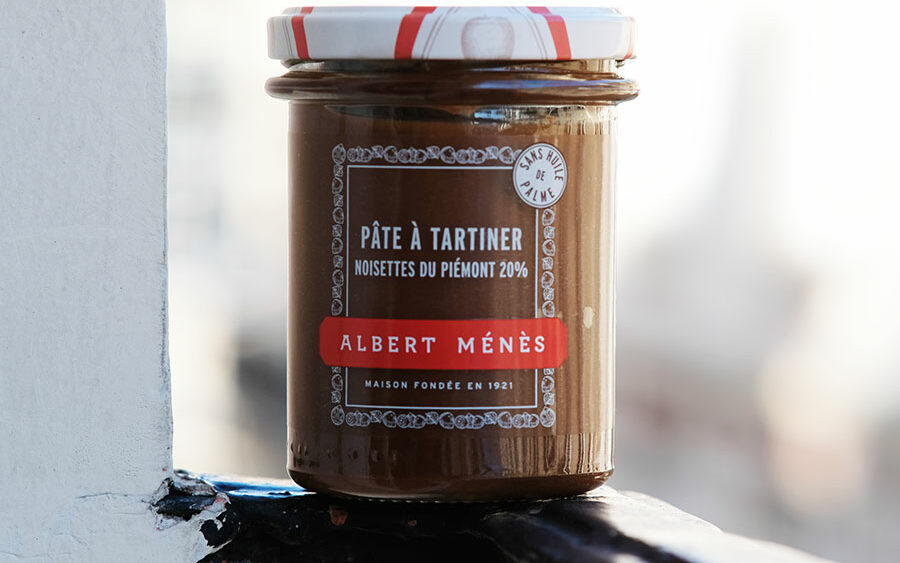 SANS HUILE
DE
PALME
PÂTE À TARTINER
NOISETTES DU PIÉMONT 20%
ALBERT MÉNÈS
MAISON FONDÉE EN 1921